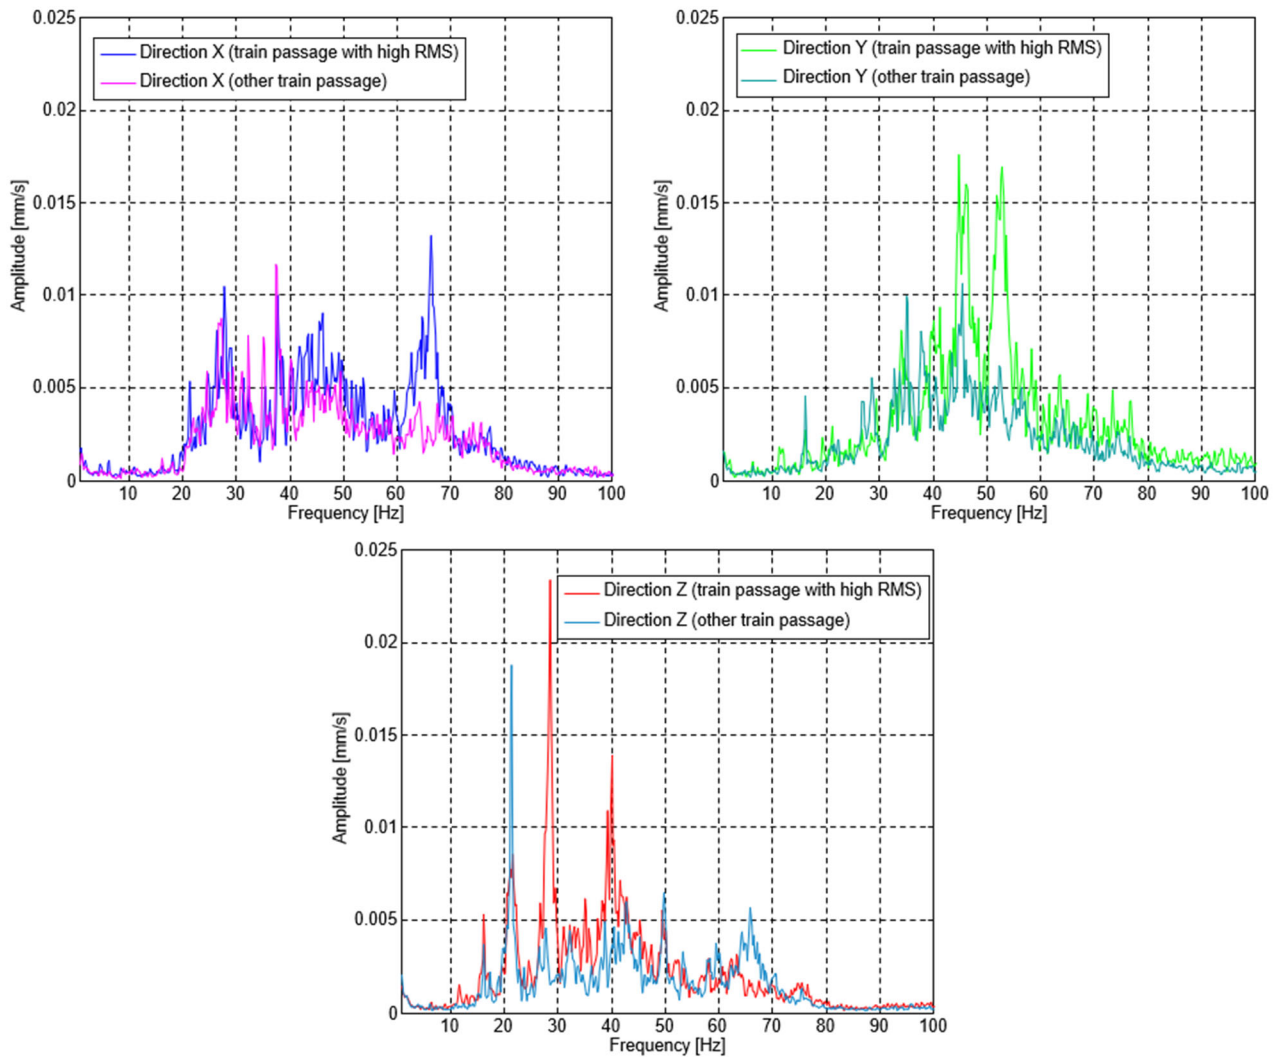 0.025
0.02
0.015
0.01
0.005
0
Amplitude [mm/s]
Direction X (train passage with high RMS)
Direction X (other train passage)
10 20 30 40 50 60 70 80 90 100
Frequency [Hz]
0.025
0.02
0.015
0.01
0.005
0
Amplitude [mm/s]
Direction Y (train passage with high RMS)
Direction Y (other train passage)
10 20 30 40 50 60 70 80 90 100
Frequency [Hz]
0.025
0.02
0.015
0.01
0.005
0
Amplitude [mm/s]
Direction Z (train passage with high RMS)
Direction Z (other train passage)
10 20 30 40 50 60 70 80 90 100
Frequency [Hz]